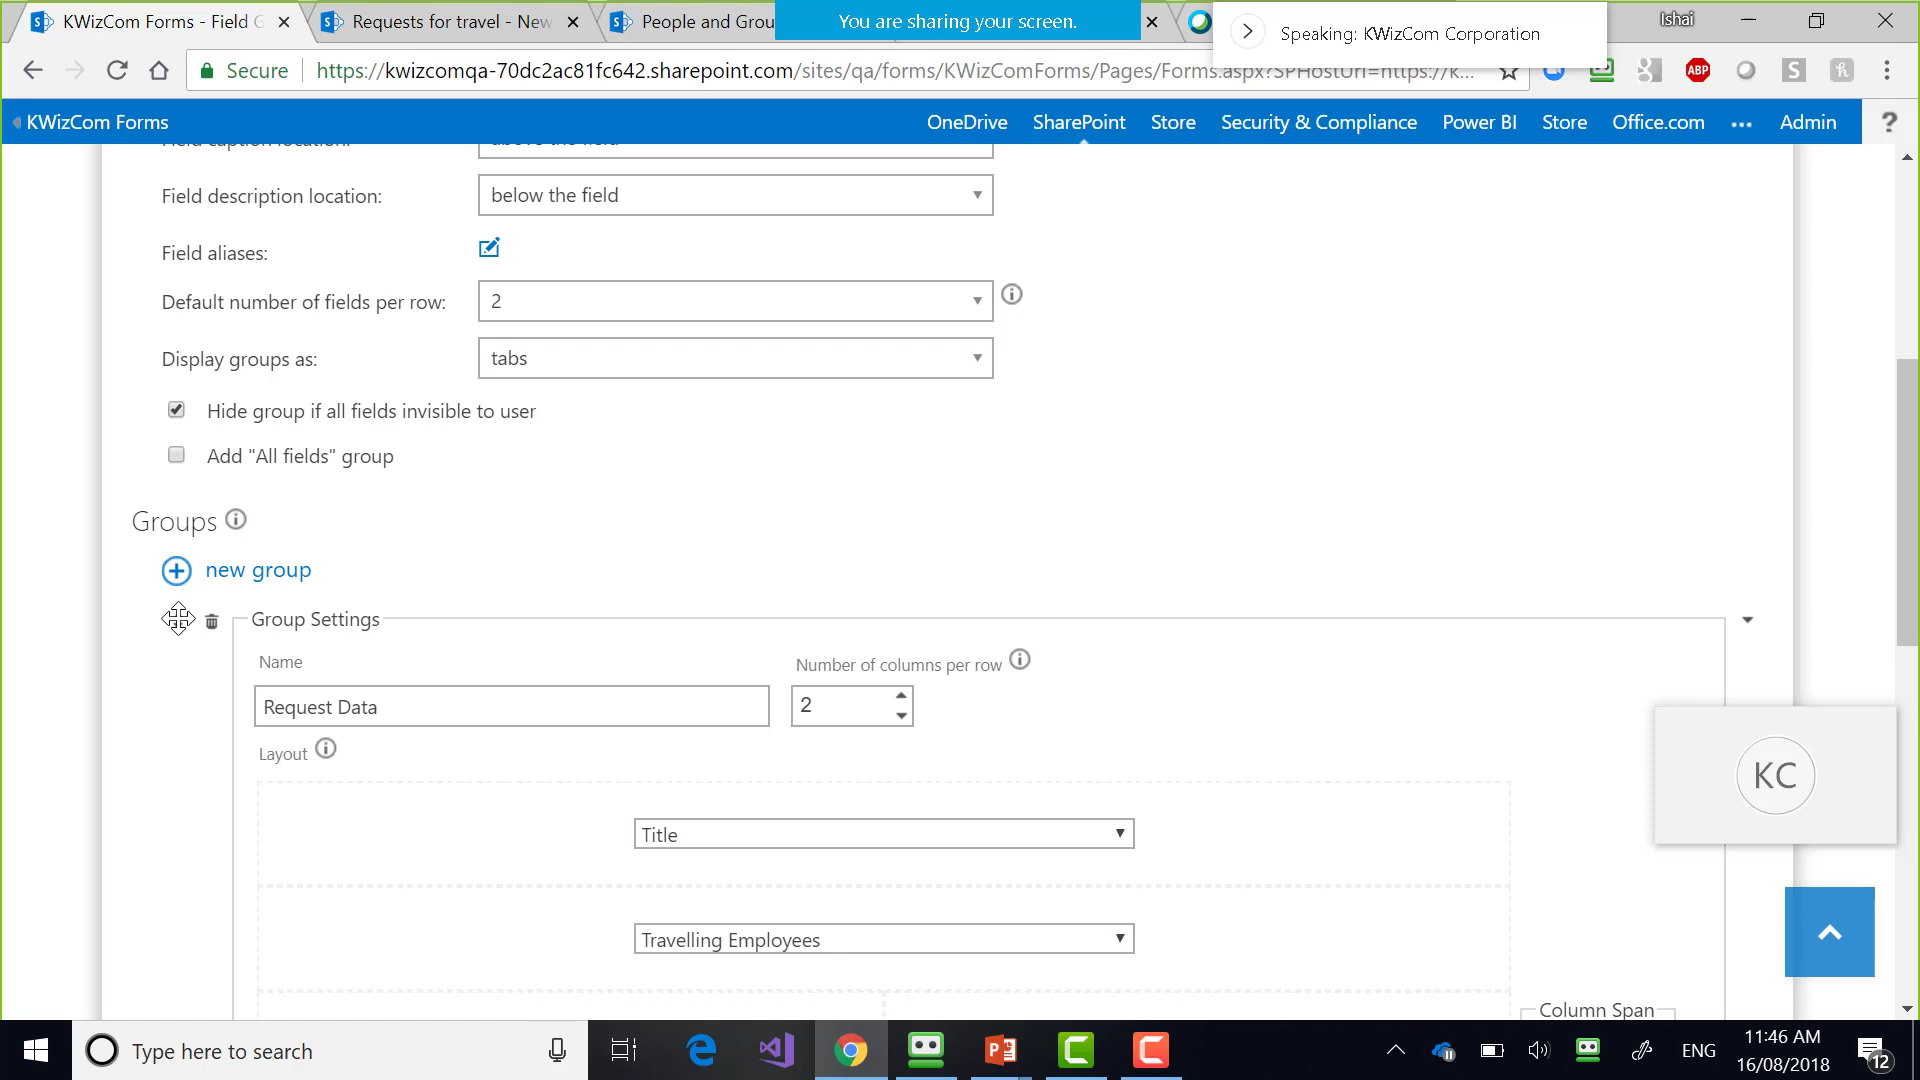 KWizCom Forms - Field G
Requests for travel - New
People and Grou
You are sharing your screen.
Speaking: KWizCom Corporation
Ishai
Secure
https://kwizcomqa-70dc2ac81fc642.sharepoint.com/sites/qa/forms/KWizComForms/Pages/Forms.aspx?SPHostUrl=https://k...
ABP
S
h
KWizCom Forms
OneDrive
SharePoint
Store
Security & Compliance
Power BI
Store
Office.com
...
Admin
?
Field caption location:
above the field
Field description location:
below the field
Field aliases:
Default number of fields per row:
2
Display groups as:
tabs
Hide group if all fields invisible to user
Add "All fields" group
Groups
new group
Group Settings
Name
Number of columns per row
Request Data
2
Layout
KC
Title
Travelling Employees
Column Span
Type here to search
ENG
11:46 AM
16/08/2018
12